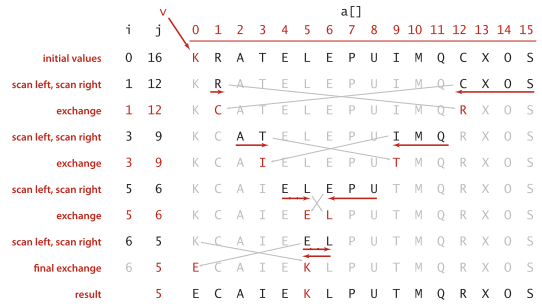 v a[]
i j 0 1 2 3 4 5 6 7 8 9 10 11 12 13 14 15
initial values 0 16 K R A T E L E P U I M Q C X O S
scan left, scan right 1 12 K R A T E L E P U I M Q C X O S
exchange 1 12 K C A T E L E P U I M Q R X O S
scan left, scan right 3 9 K C A T E L E P U I M Q R X O S
exchange 3 9 K C A I E L E P U T M Q R X O S
scan left, scan right 5 6 K C A I E L E P U T M Q R X O S
exchange 5 6 K C A I E E L P U T M Q R X O S
scan left, scan right 6 5 K C A I E E L P U T M Q R X O S
final exchange 6 5 E C A I E K L P U T M Q R X O S
result 5 E C A I E K L P U T M Q R X O S